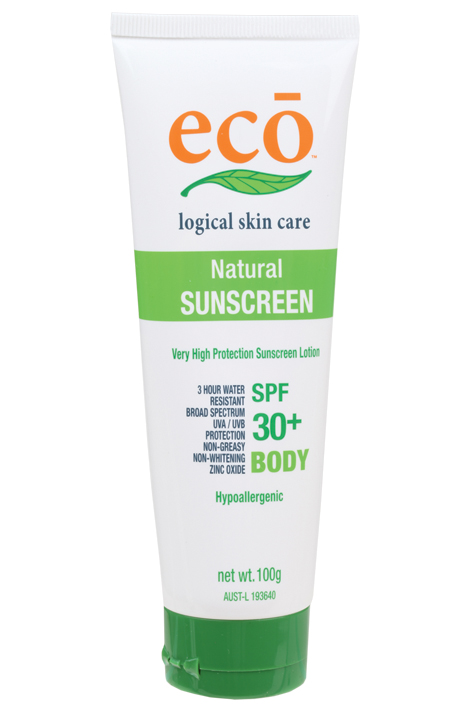 ecō™
logical skin care
Natural
SUNSCREEN
Very High Protection Sunscreen Lotion
3 HOUR WATER
RESISTANT
BROAD SPECTRUM
UVA / UVB
PROTECTION
NON-GREASY
NON-WHITENING
ZINC OXIDE
SPF
30+
BODY
Hypoallergenic
net wt.100g
AUST-L 193640